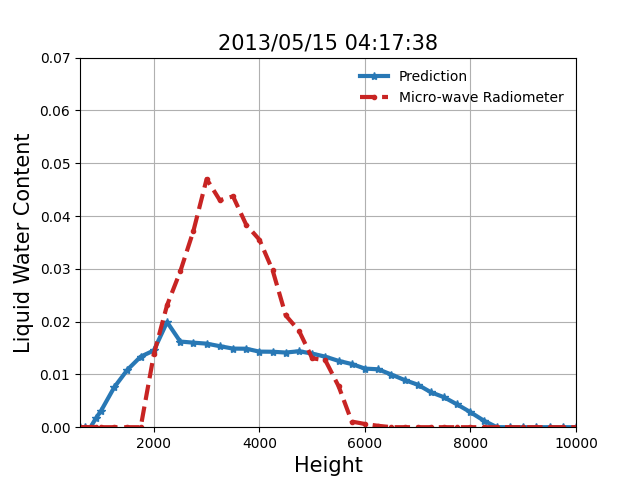 2013/05/15 04:17:38
0.07
0.06
0.05
0.04
0.03
0.02
0.01
0.00
Liquid Water Content
Prediction
Micro-wave Radiometer
2000 4000 6000 8000 10000
Height